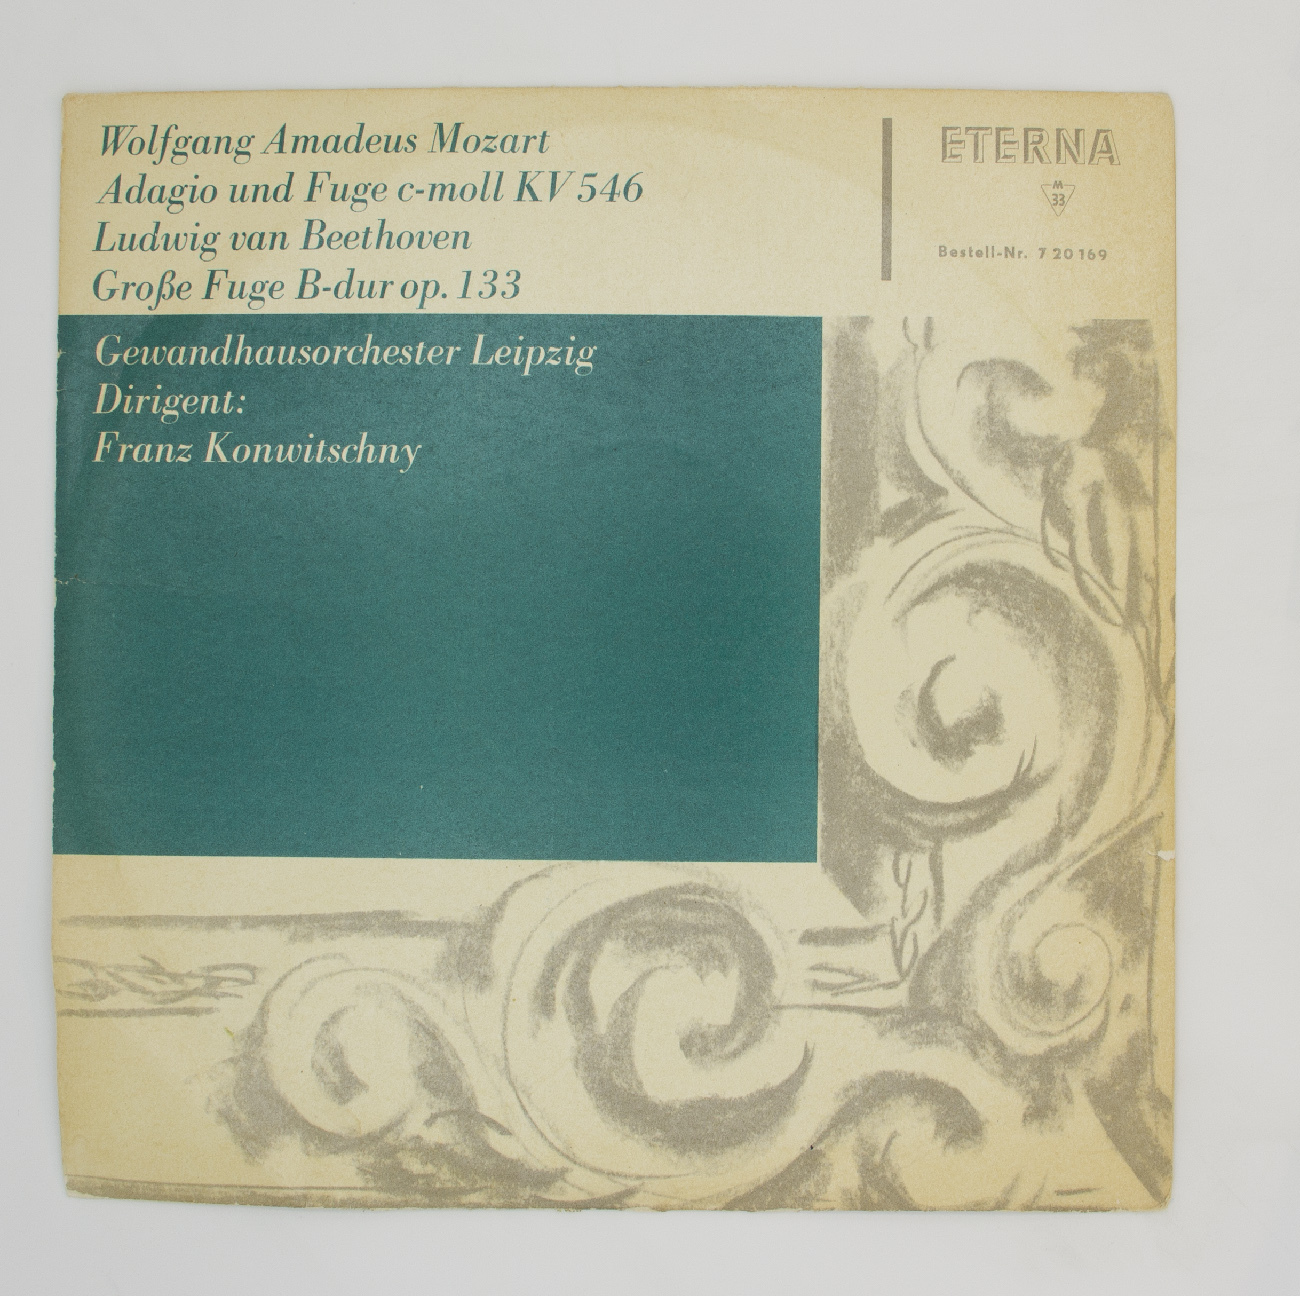 Wolfgang Amadeus Mozart
Adagio und Fuge c-moll KV 546
Ludwig van Beethoven
Große Fuge B-dur op. 133
Gewandhausorchester Leipzig
Dirigent:
Franz Konwitschny
ETERNA
M
33
Bestell-Nr. 7 20 169